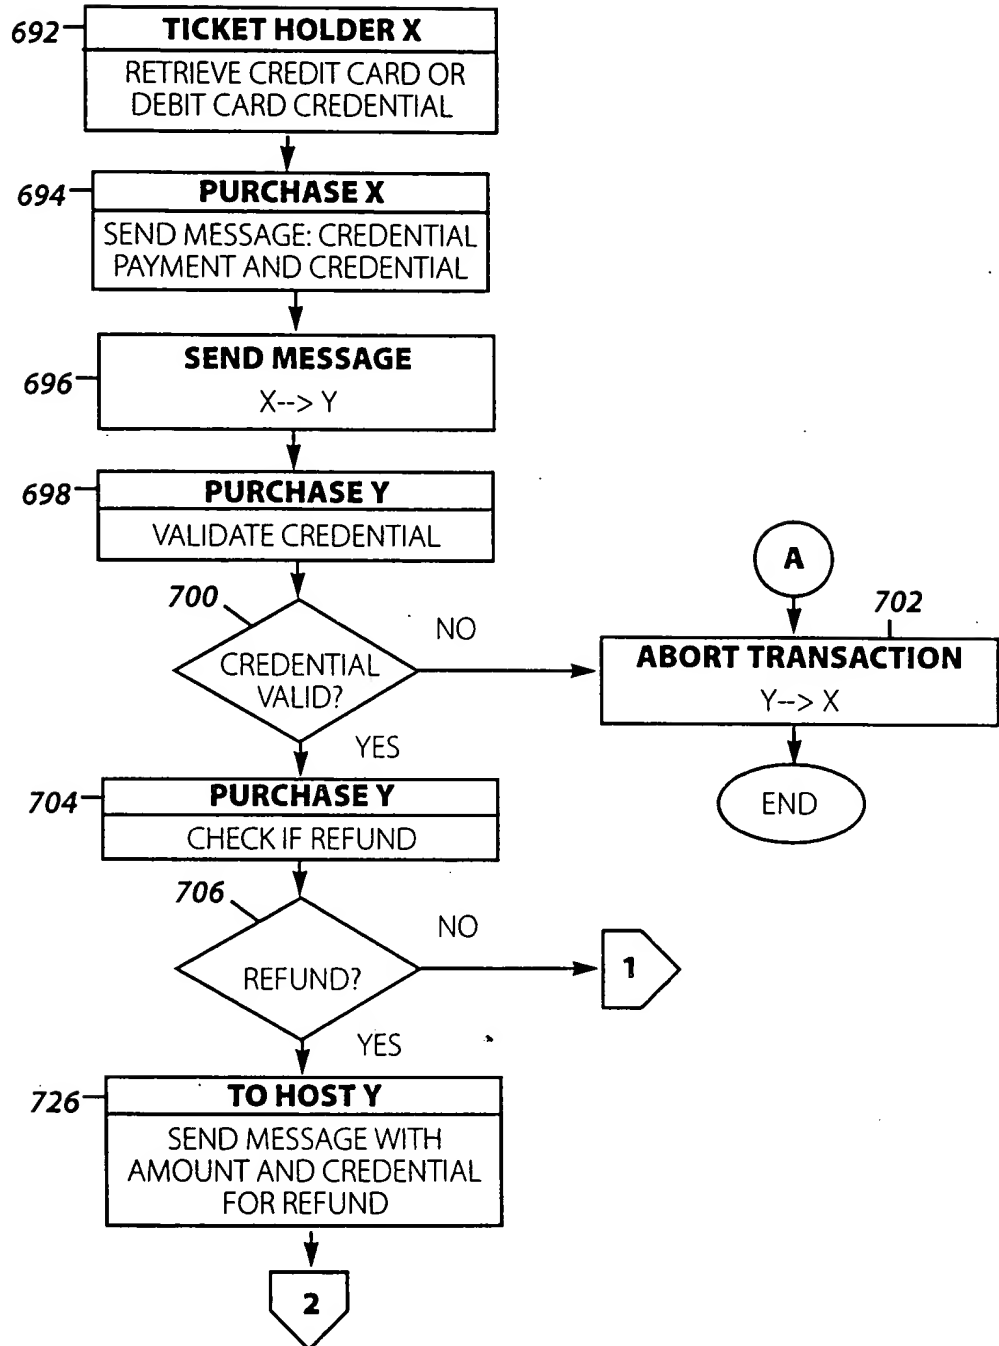 692
TICKET HOLDER X
RETRIEVE CREDIT CARD OR
DEBIT CARD CREDENTIAL
694
PURCHASE X
SEND MESSAGE: CREDENTIAL
PAYMENT AND CREDENTIAL
696
SEND MESSAGE
X--> Y
698
PURCHASE Y
VALIDATE CREDENTIAL
700
CREDENTIAL
VALID?
NO
YES
A
702
ABORT TRANSACTION
Y--> X
END
704
PURCHASE Y
CHECK IF REFUND
706
REFUND?
NO
1
YES
726
TO HOST Y
SEND MESSAGE WITH
AMOUNT AND CREDENTIAL
FOR REFUND
2